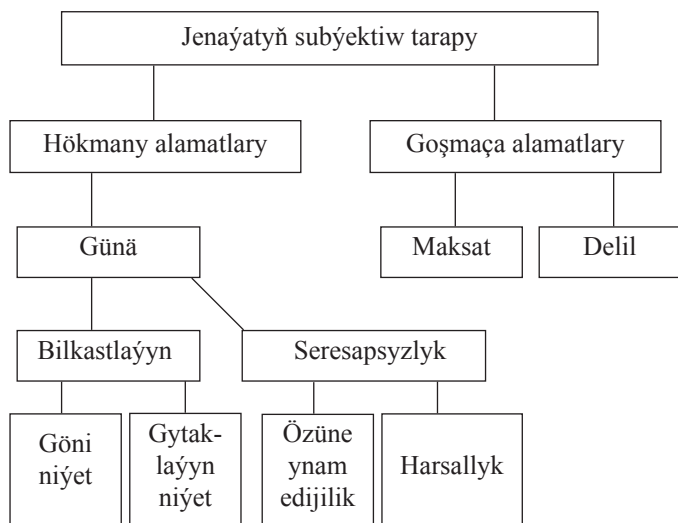 Jenaýatyň subýektiw tarapy
Hökmany alamatlary
Goşmaça alamatlary
Günä
Maksat
Delil
Bilkastlaýyn
Seresapsyzlyk
Göni
niýet
Gytak-
laýyn
niýet
Özüne
ynam
edijilik
Harsallyk